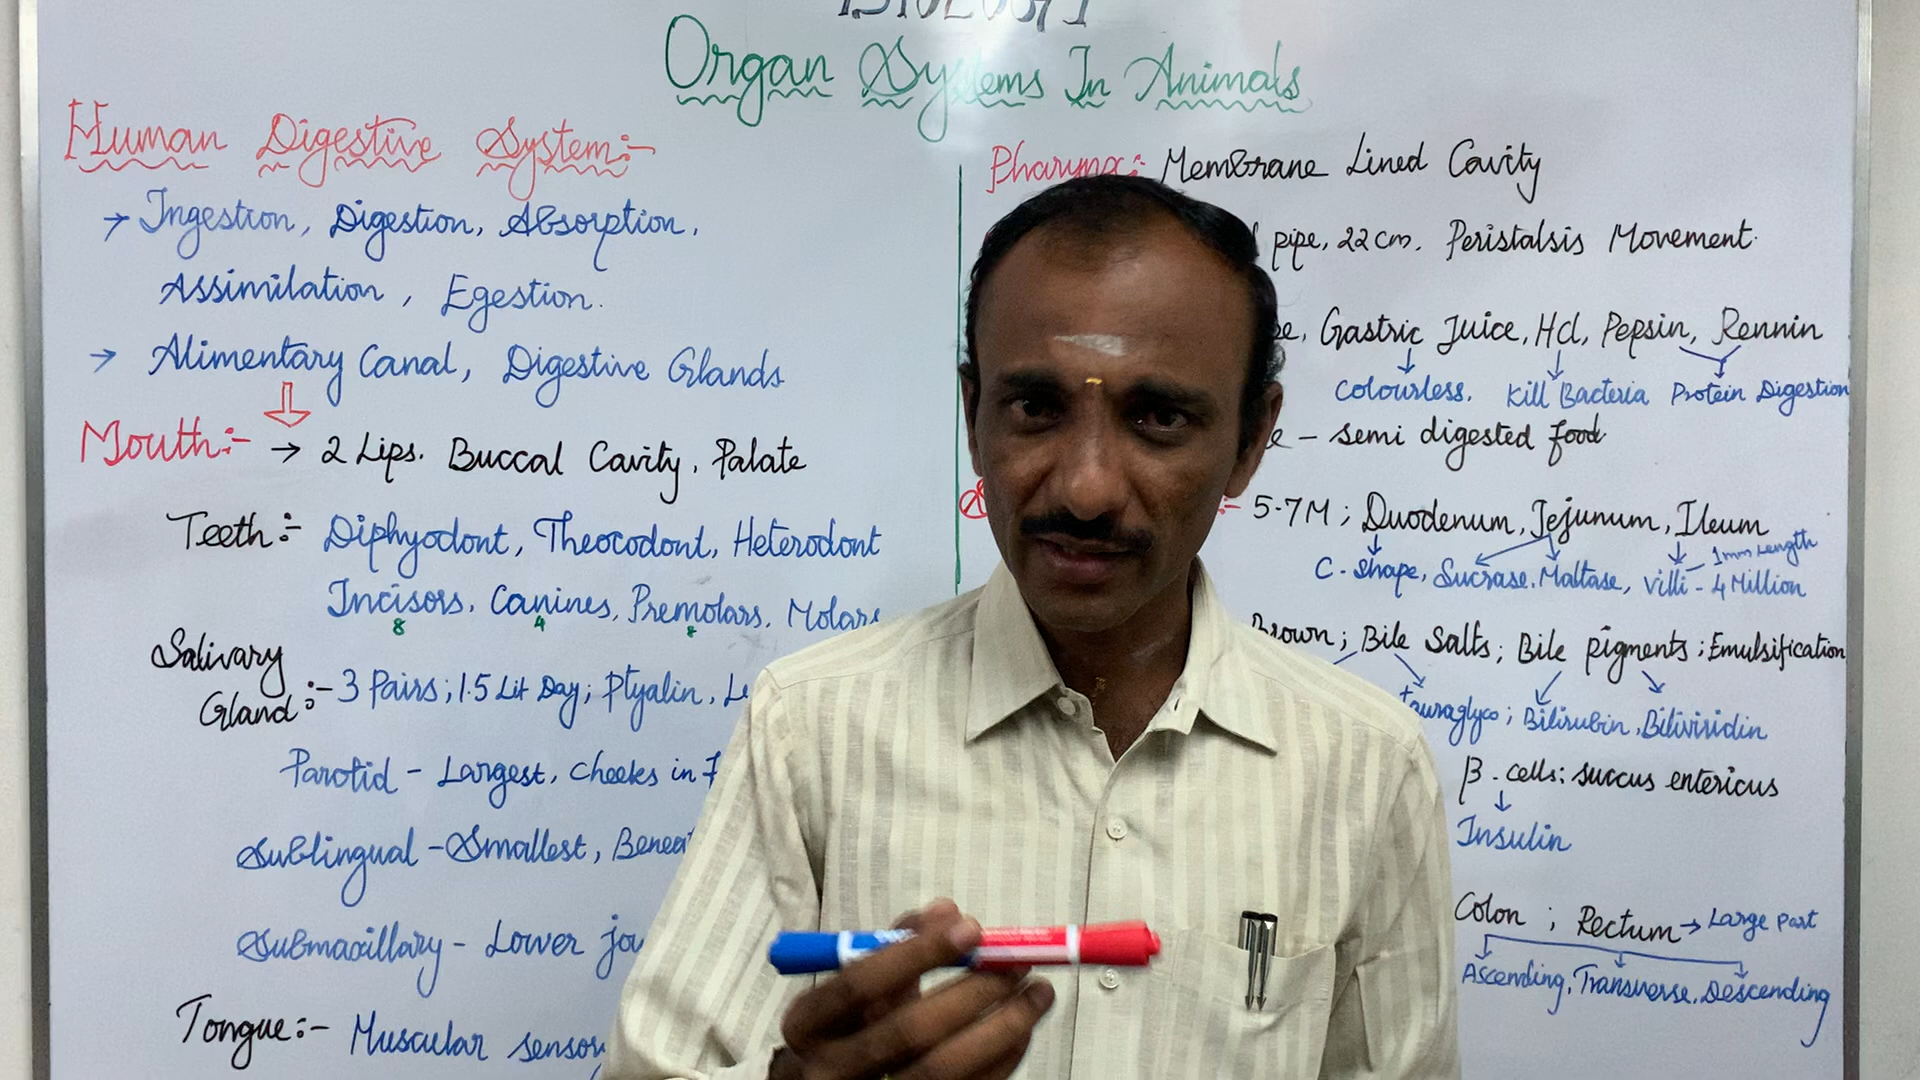 Organ Systems In Animals
Human Digestive System:-
→ Ingestion, Digestion, Absorption,
Assimilation, Egestion.
→ Alimentary Canal, Digestive Glands
Mouth:- → 2 Lips. Buccal Cavity, Palate
Teeth:- Diphyodont, Theocodont, Heterodont
Incisors, Canines, Premolars, Molars
8 4 8
Salivary
Gland:- 3 Pairs; 1.5 Lit Day; Ptyalin,
Parotid - Largest, cheeks in
Sublingual - Smallest,
Submaxillary - Lower
Tongue:- Muscular
Pharynx: Membrane Lined Cavity
pipe, 22 cm. Peristalsis Movement.
Gastric Juice, Hcl, Pepsin, Rennin
Colourless. Kill Bacteria Protein Digestion
- semi digested food
5-7M; Duodenum, Jejunum, Ileum
1mm Length
C-shape, Sucrase. Maltase, villi - 4 Million
Brown; Bile Salts; Bile pigments; Emulsification
Tauraglyco; Bilirubin, Biliviridin
β-cells: succus entericus
Insulin
Colon; Rectum → Large part
Ascending, Transverse, Descending